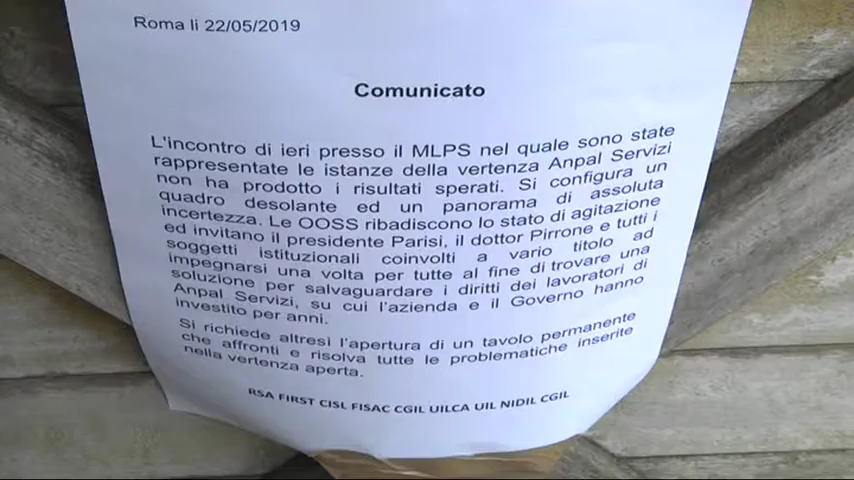 Roma li 22/05/2019
Comunicato
L'incontro di ieri presso il MLPS nel quale sono state
rappresentate le istanze della vertenza Anpal Servizi
non ha prodotto i risultati sperati. Si configura un
quadro desolante ed un panorama di assoluta
incertezza. Le OOSS ribadiscono lo stato di agitazione
ed invitano il presidente Parisi, il dottor Pirrone e tutti i
soggetti istituzionali coinvolti a vario titolo ad
impegnarsi una volta per tutte al fine di trovare una
soluzione per salvaguardare i diritti dei lavoratori di
Anpal Servizi, su cui l'azienda e il Governo hanno
investito per anni.
Si richiede altresì l'apertura di un tavolo permanente
che affronti e risolva tutte le problematiche inserite
nella vertenza aperta.
RSA FIRST CISL FISAC CGIL UILCA UIL NIDIL CGIL